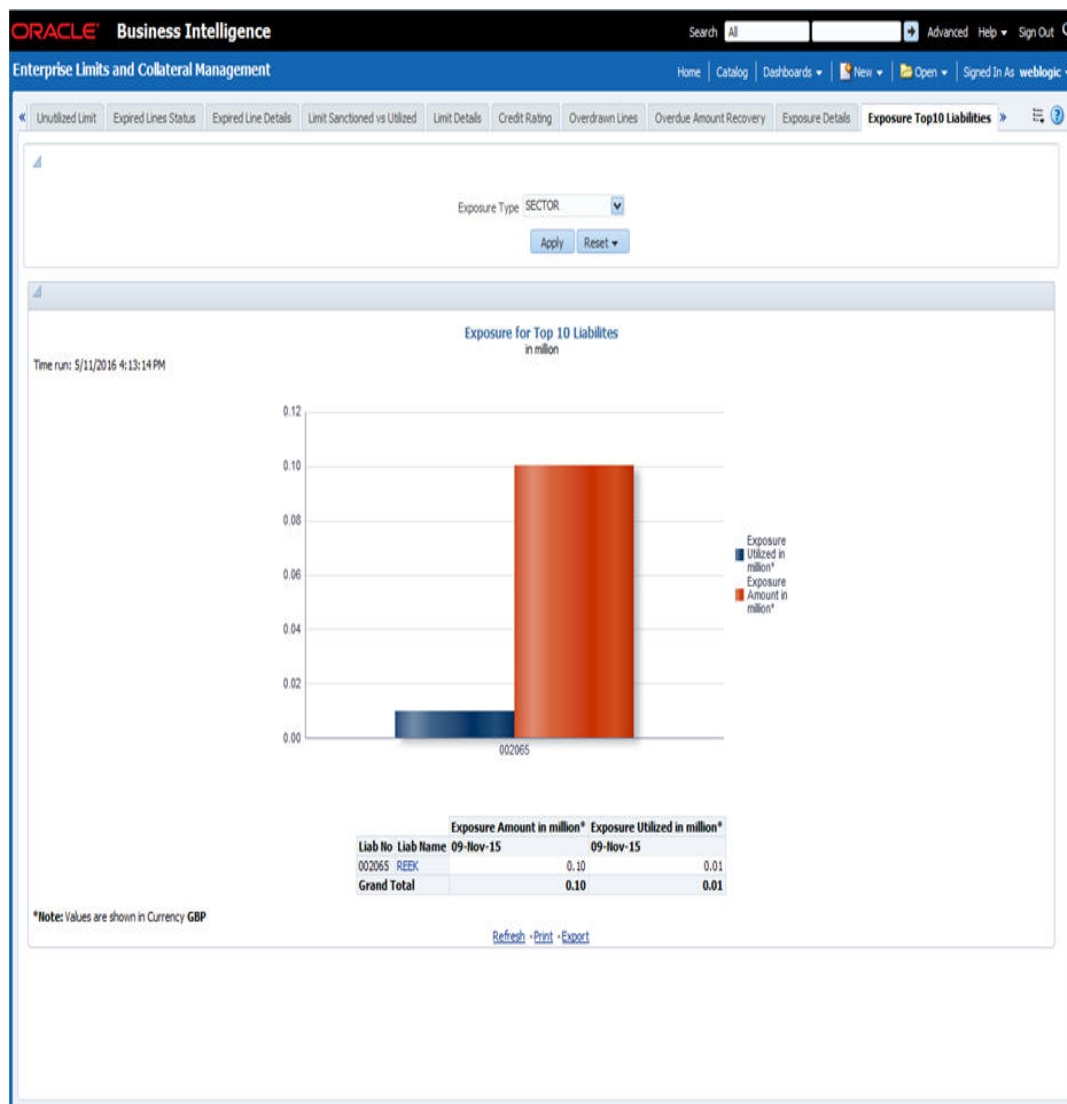 ORACLE Business Intelligence
Search All Advanced Help Sign Out
Enterprise Limits and Collateral Management
Home Catalog Dashboards New Open Signed In As weblogic
« Unutilized Limit Expired Lines Status Expired Line Details Limit Sanctioned vs Utilized Limit Details Credit Rating Overdrawn Lines Overdue Amount Recovery Exposure Details Exposure Top10 Liabilities »
Exposure Type SECTOR
Apply Reset
Exposure for Top 10 Liabilites
in million
Time run: 5/11/2016 4:13:14 PM
0.12
0.10
0.08
0.06
0.04
0.02
0.00
002065
Exposure
Utilized in
million*
Exposure
Amount in
million*
Exposure Amount in million* Exposure Utilized in million*
Liab No Liab Name 09-Nov-15 09-Nov-15
002065 REEK 0.10 0.01
Grand Total 0.10 0.01
*Note: Values are shown in Currency GBP
Refresh - Print - Export